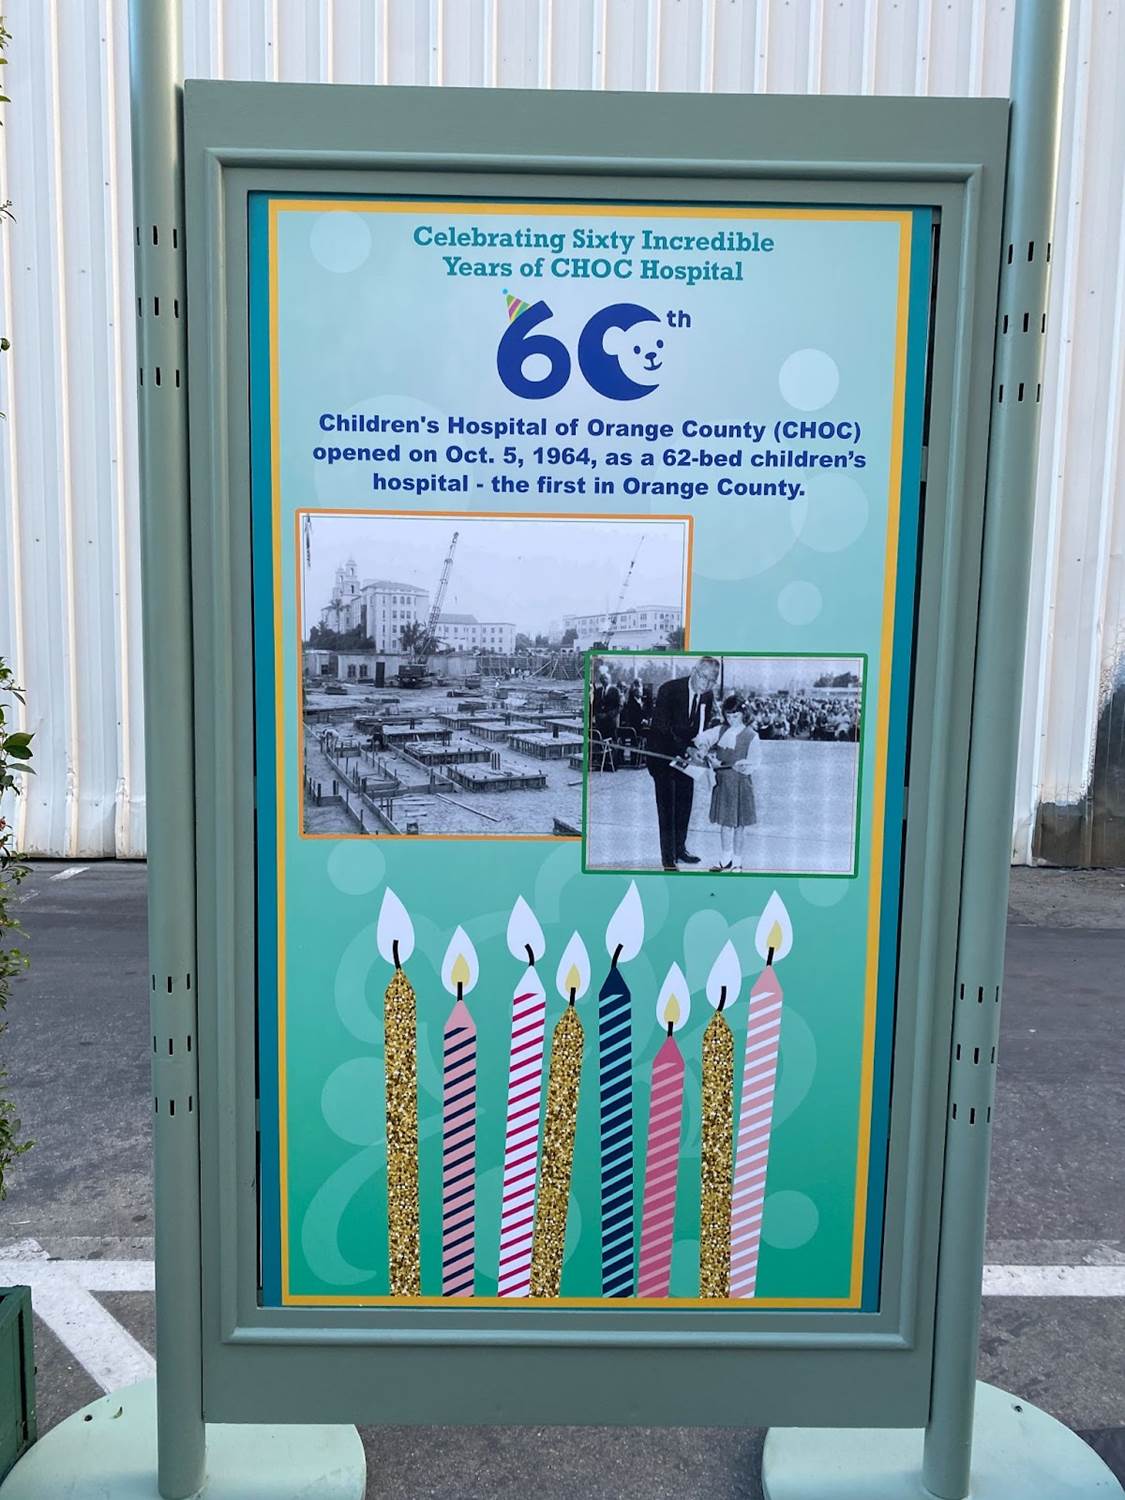 Celebrating Sixty Incredible
Years of CHOC Hospital
60th
Children's Hospital of Orange County (CHOC)
opened on Oct. 5, 1964, as a 62-bed children’s
hospital - the first in Orange County.